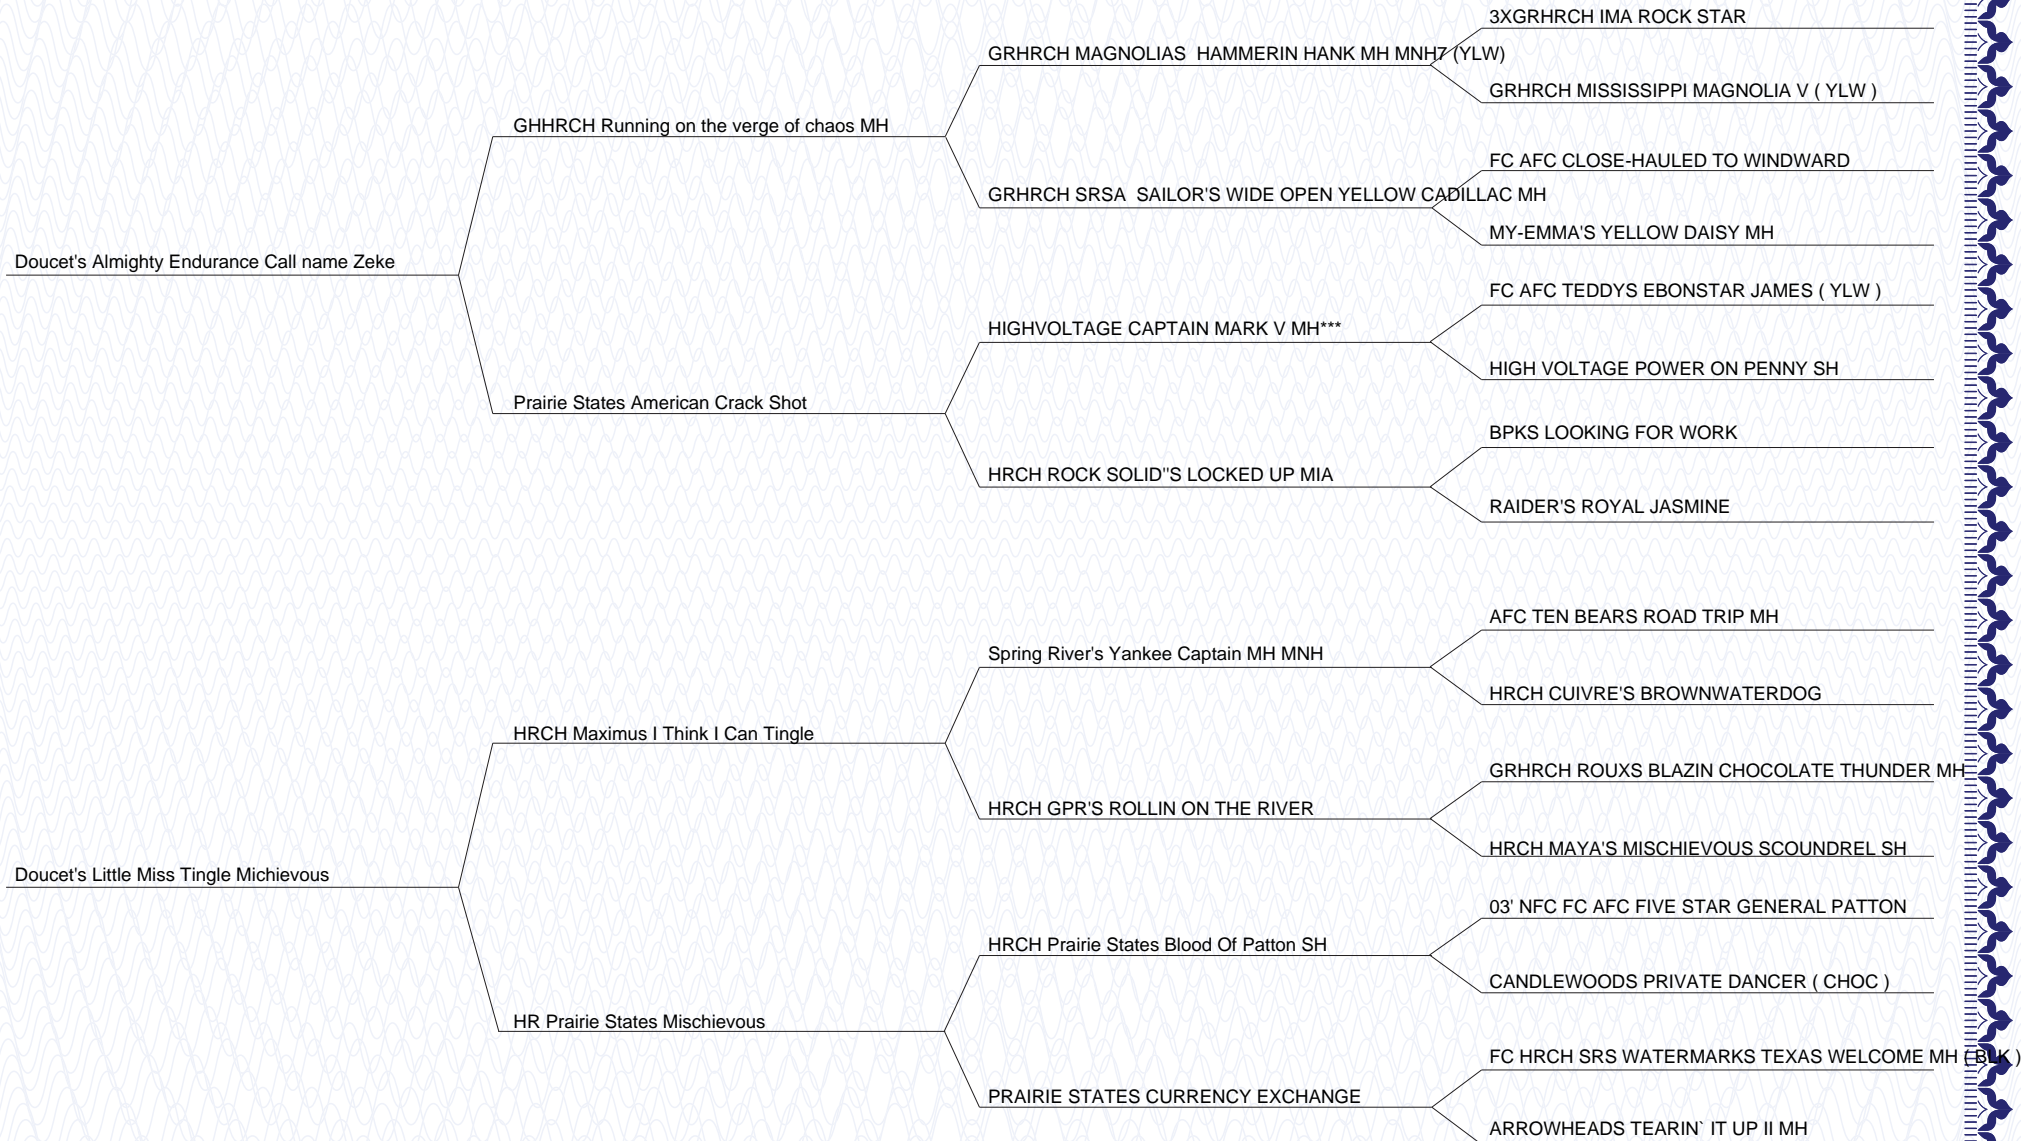 3XGRHRCH IMA ROCK STAR
GRHRCH MAGNOLIAS  HAMMERIN HANK MH MNH7 (YLW)
GRHRCH MISSISSIPPI MAGNOLIA V ( YLW )
GHHRCH Running on the verge of chaos MH
FC AFC CLOSE-HAULED TO WINDWARD
GRHRCH SRSA  SAILOR'S WIDE OPEN YELLOW CADILLAC MH
MY-EMMA'S YELLOW DAISY MH
Doucet's Almighty Endurance Call name Zeke
FC AFC TEDDYS EBONSTAR JAMES ( YLW )
HIGHVOLTAGE CAPTAIN MARK V MH***
HIGH VOLTAGE POWER ON PENNY SH
Prairie States American Crack Shot
BPKS LOOKING FOR WORK
HRCH ROCK SOLID"S LOCKED UP MIA
RAIDER'S ROYAL JASMINE
AFC TEN BEARS ROAD TRIP MH
Spring River's Yankee Captain MH MNH
HRCH CUIVRE'S BROWNWATERDOG
HRCH Maximus I Think I Can Tingle
GRHRCH ROUXS BLAZIN CHOCOLATE THUNDER MH
HRCH GPR'S ROLLIN ON THE RIVER
HRCH MAYA'S MISCHIEVOUS SCOUNDREL SH
Doucet's Little Miss Tingle Michievous
03' NFC FC AFC FIVE STAR GENERAL PATTON
HRCH Prairie States Blood Of Patton SH
CANDLEWOODS PRIVATE DANCER ( CHOC )
HR Prairie States Mischievous
FC HRCH SRS WATERMARKS TEXAS WELCOME MH ( BLK )
PRAIRIE STATES CURRENCY EXCHANGE
ARROWHEADS TEARIN` IT UP II MH